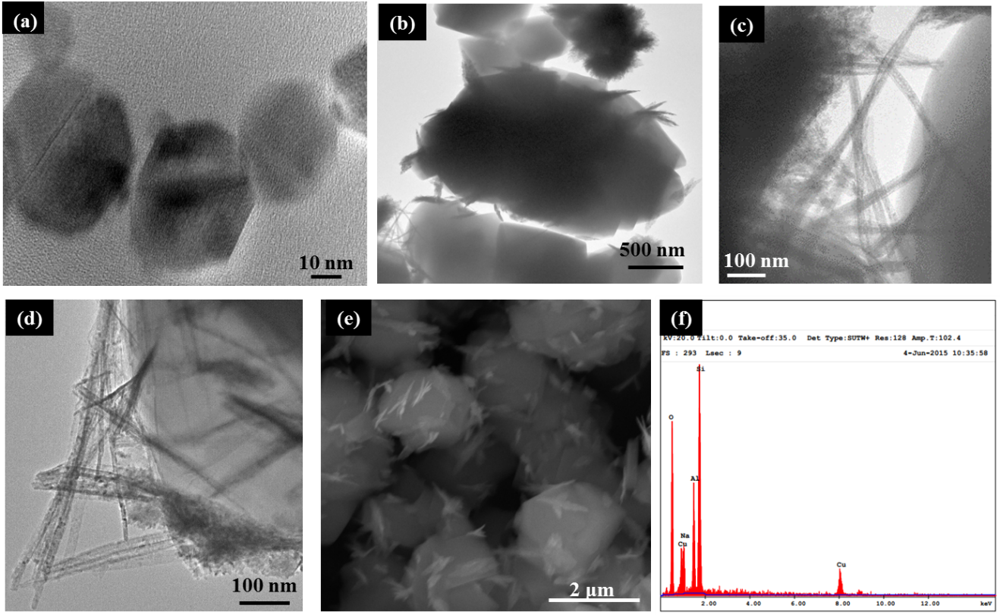 (a)
10 nm
(b)
500 nm
(c)
100 nm
(d)
100 nm
(e)
2 µm
(f)
kV:20.0 Tilt:0.0 Take-off:35.0 Det Type:SUTW+ Res:128 Amp.T:102.4
FS : 293 Lsec : 9 4-Jun-2015 10:35:58
Si
O
Al
Na
Cu
Cu
2.00 4.00 6.00 8.00 10.00 12.00 keV